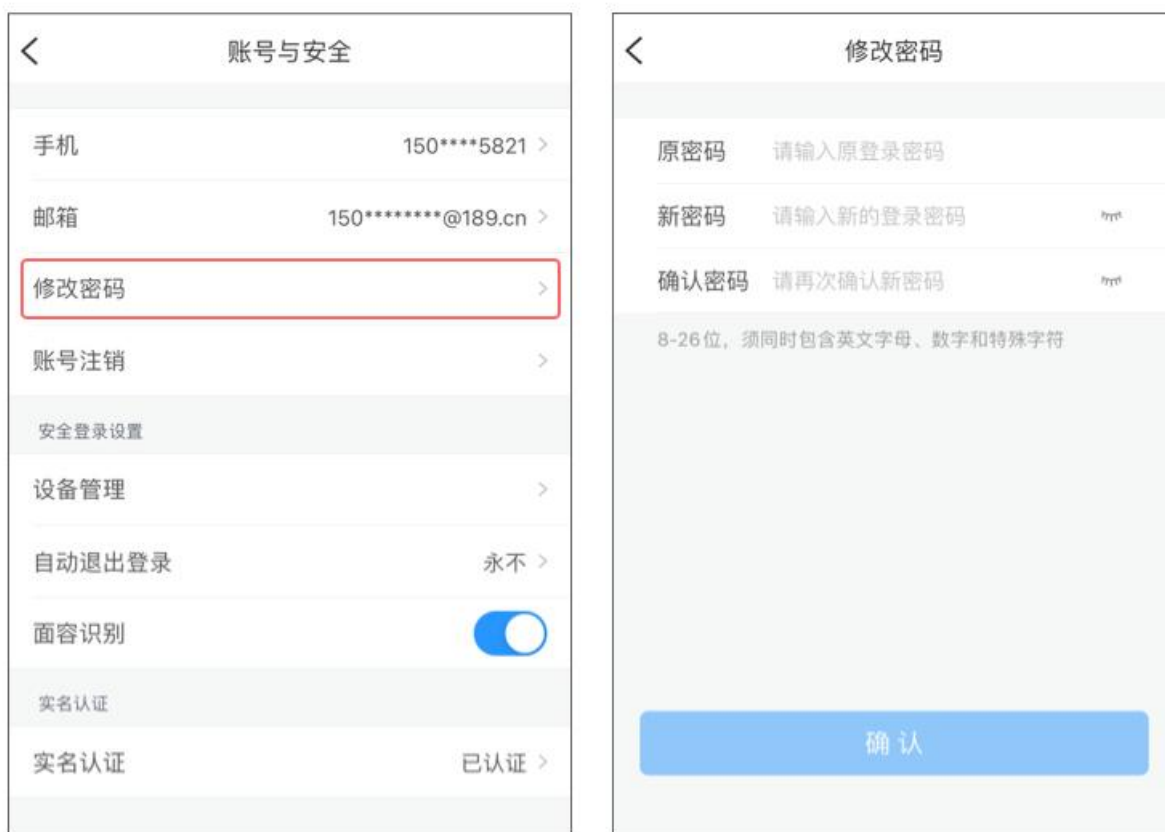 账号与安全
手机 150****5821
邮箱 150********@189.cn
修改密码
账号注销
安全登录设置
设备管理
自动退出登录 永不
面容识别
实名认证
实名认证 已认证
修改密码
原密码 请输入原登录密码
新密码 请输入新的登录密码
确认密码 请再次确认新密码
8-26位，须同时包含英文字母、数字和特殊字符
确认